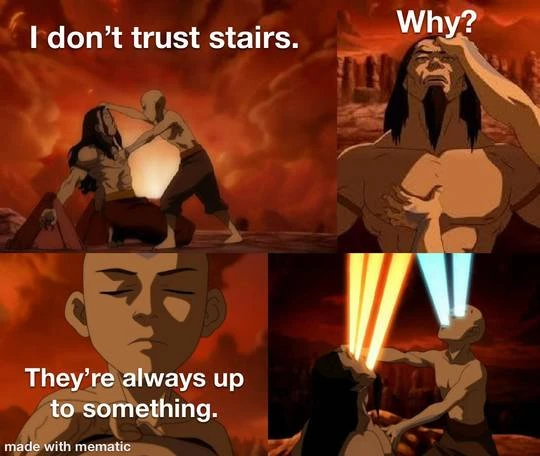 I don’t trust stairs.
Why?
They’re always up
to something.
made with mematic